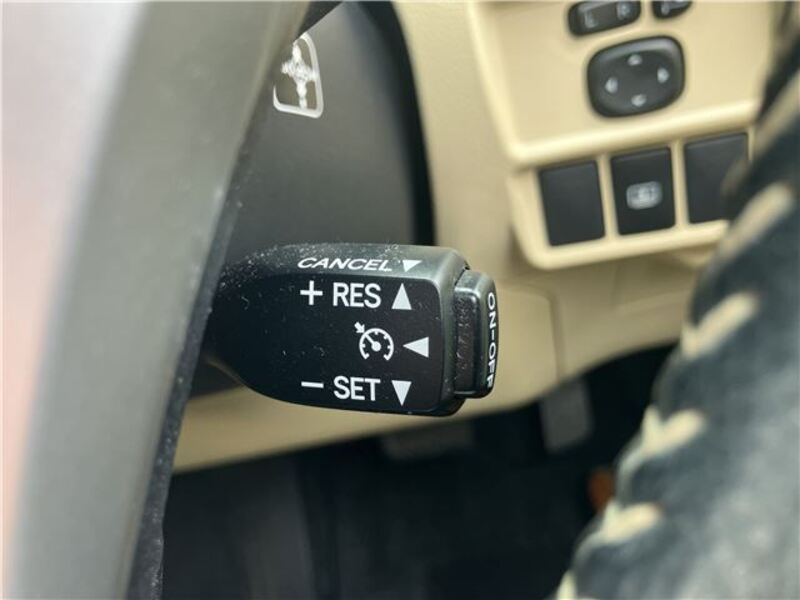 L R
CANCEL ▼
+ RES ▲
◀
− SET ▼
ON-OFF